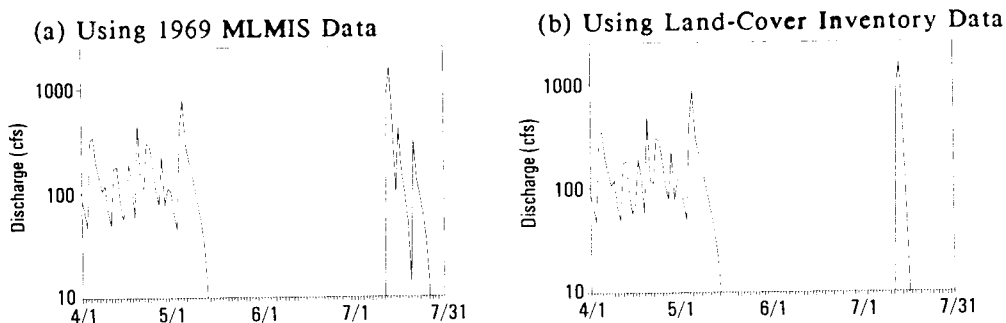 (a) Using 1969 MLMIS Data
1000
100
10
Discharge (cfs)
4/1 5/1 6/1 7/1 7/31
(b) Using Land-Cover Inventory Data
1000
100
10
Discharge (cfs)
4/1 5/1 6/1 7/1 7/31